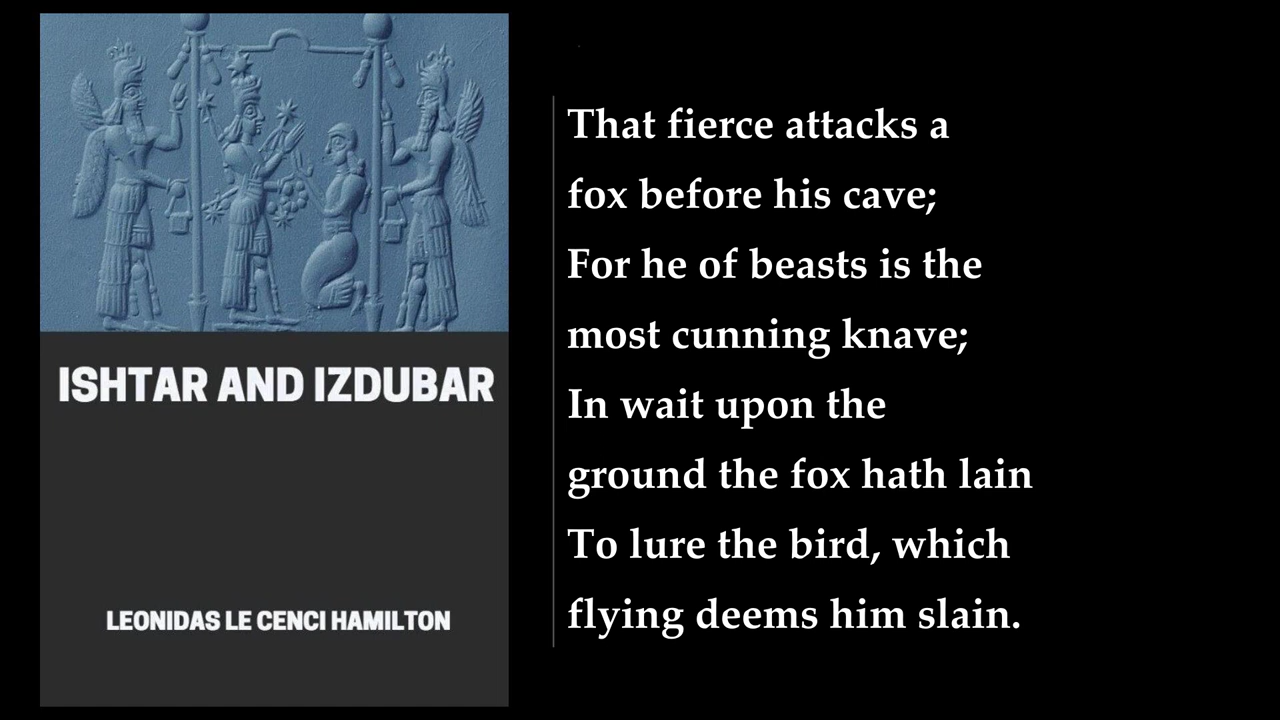 ISHTAR AND IZDUBAR
LEONIDAS LE CENCI HAMILTON
That fierce attacks a
fox before his cave;
For he of beasts is the
most cunning knave;
In wait upon the
ground the fox hath lain
To lure the bird, which
flying deems him slain.